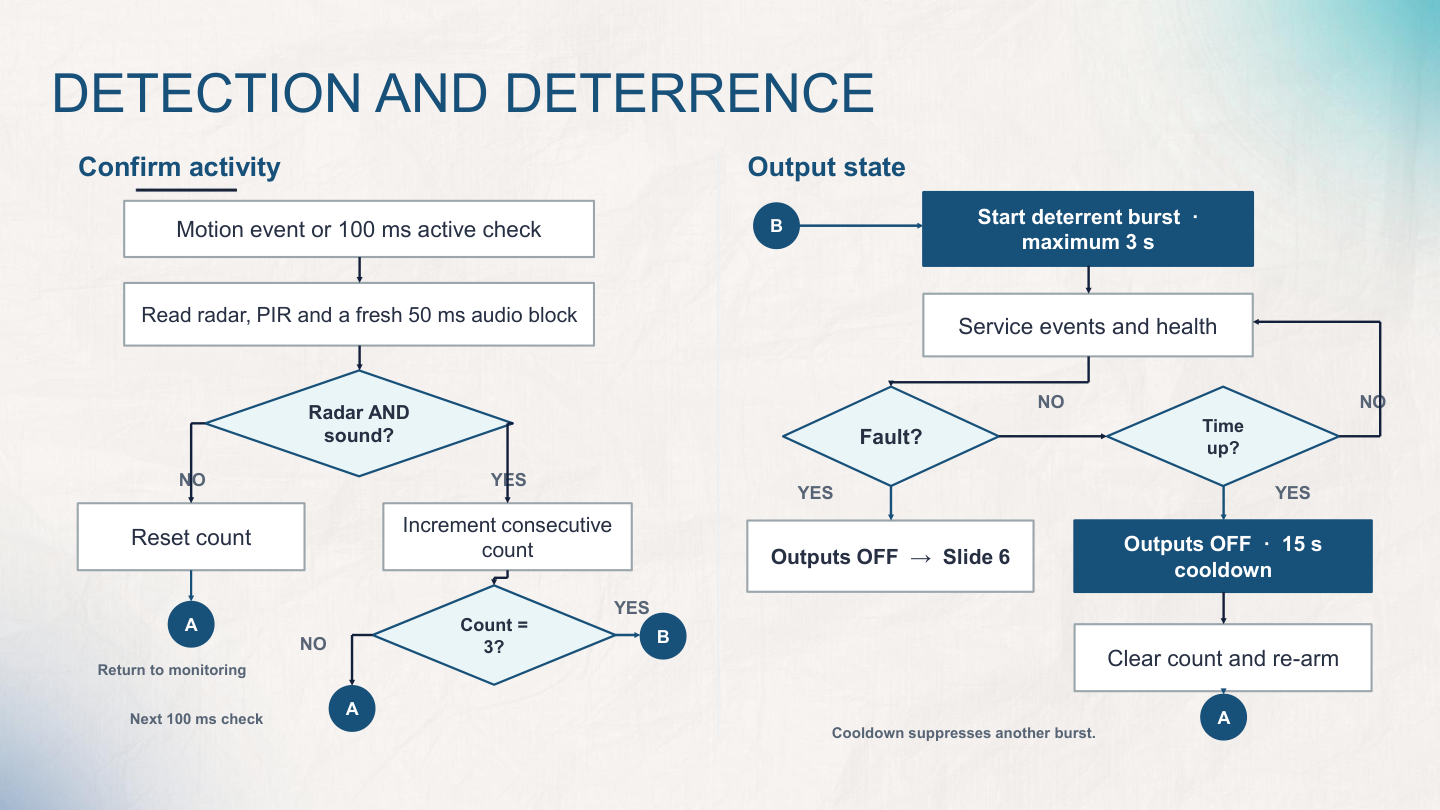 DETECTION AND DETERRENCE
Confirm activity
Motion event or 100 ms active check
Read radar, PIR and a fresh 50 ms audio block
Radar AND
sound?
NO
YES
Reset count
Increment consecutive
count
A
Return to monitoring
Count =
3?
YES
B
NO
A
Next 100 ms check
Output state
B
Start deterrent burst ·
maximum 3 s
Service events and health
Fault?
NO
Time
up?
NO
YES
YES
Outputs OFF → Slide 6
Outputs OFF · 15 s
cooldown
Clear count and re-arm
A
Cooldown suppresses another burst.